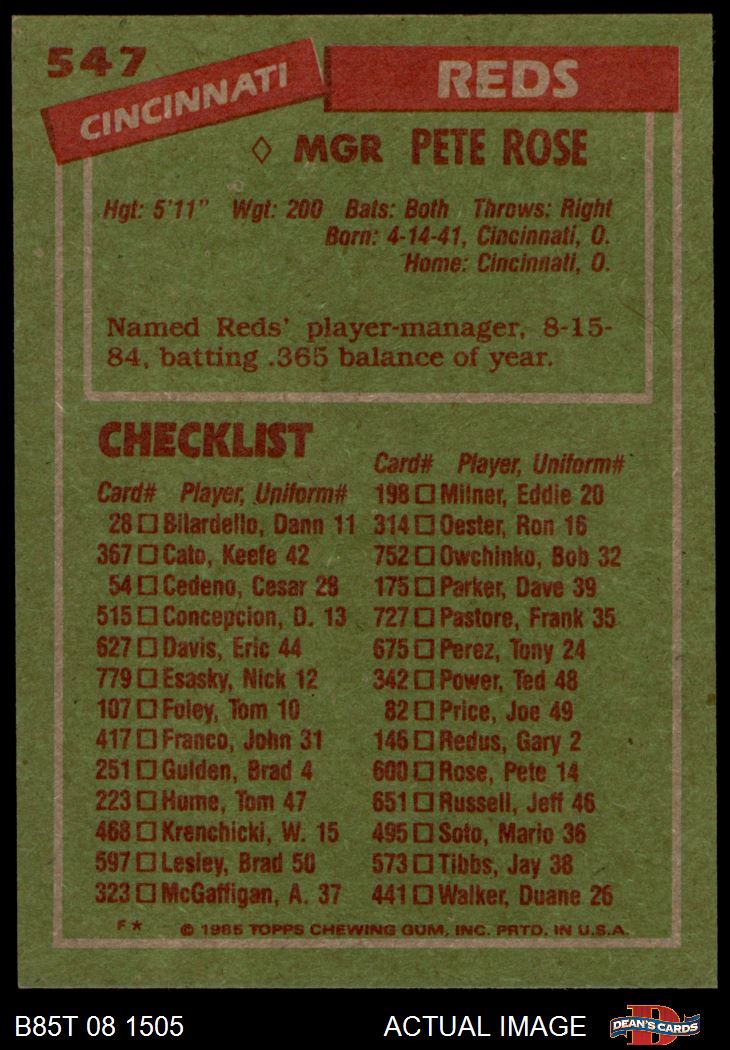 547
CINCINNATI REDS
◇ MGR PETE ROSE
Hgt: 5'11" Wgt: 200 Bats: Both Throws: Right
Born: 4-14-41, Cincinnati, O.
Home: Cincinnati, O.
Named Reds' player-manager, 8-15-
84, batting .365 balance of year.
CHECKLIST
Card# Player, Uniform#
28 □ Bilardello, Dann 11
367 □ Cato, Keefe 42
54 □ Cedeno, Cesar 28
515 □ Concepcion, D. 13
627 □ Davis, Eric 44
779 □ Esasky, Nick 12
107 □ Foley, Tom 10
417 □ Franco, John 31
251 □ Gulden, Brad 4
223 □ Hume, Tom 47
468 □ Krenchicki, W. 15
597 □ Lesley, Brad 50
323 □ McGaffigan, A. 37
Card# Player, Uniform#
198 □ Milner, Eddie 20
314 □ Oester, Ron 16
752 □ Owchinko, Bob 32
175 □ Parker, Dave 39
727 □ Pastore, Frank 35
675 □ Perez, Tony 24
342 □ Power, Ted 48
82 □ Price, Joe 49
146 □ Redus, Gary 2
600 □ Rose, Pete 14
651 □ Russell, Jeff 46
495 □ Soto, Mario 36
573 □ Tibbs, Jay 38
441 □ Walker, Duane 26
F* © 1985 TOPPS CHEWING GUM, INC. PRTD. IN U.S.A.
B85T 08 1505 ACTUAL IMAGE DEAN'S CARDS